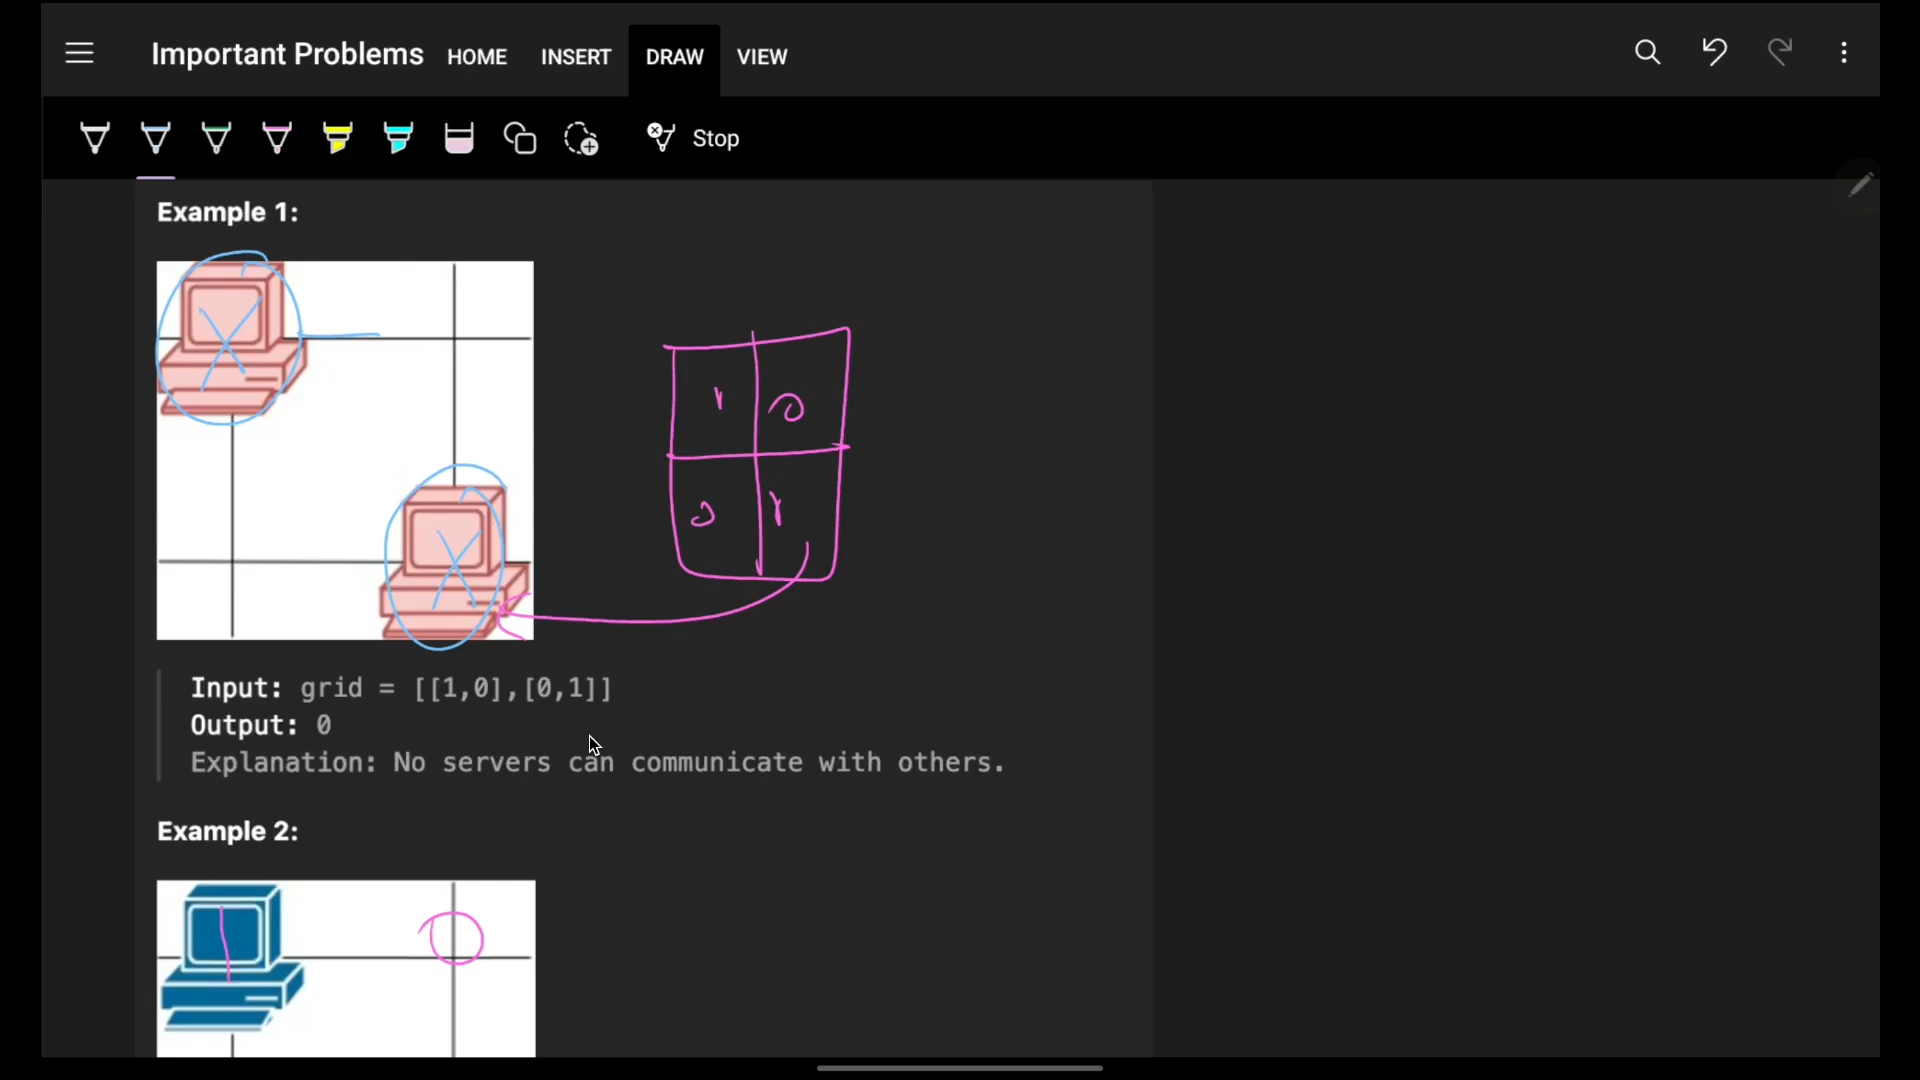 Important Problems HOME INSERT DRAW VIEW
Stop
Example 1:
1 0
0 1
Input: grid = [[1,0],[0,1]]
Output: 0
Explanation: No servers can communicate with others.
Example 2: